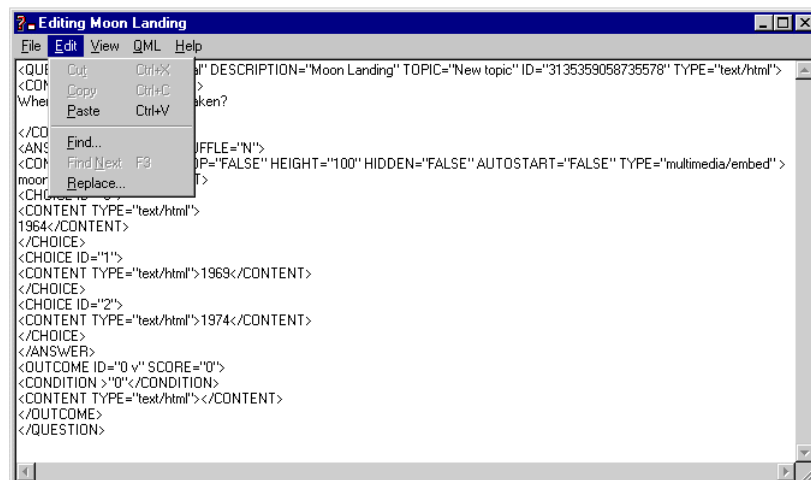 Editing Moon Landing
File Edit View QML Help
<QUE al" DESCRIPTION="Moon Landing" TOPIC="New topic" ID="3135359058735578" TYPE="text/html">
Cut Ctrl+X
<CON >
Copy Ctrl+C
Wher aken?
Paste Ctrl+V
</CO
Find...
<ANS UFFLE="N">
Find Next F3
<CON OP="FALSE" HEIGHT="100" HIDDEN="FALSE" AUTOSTART="FALSE" TYPE="multimedia/embed" >
moon T>
Replace...
<CONTENT TYPE="text/html">
1964</CONTENT>
</CHOICE>
<CHOICE ID="1">
<CONTENT TYPE="text/html">1969</CONTENT>
</CHOICE>
<CHOICE ID="2">
<CONTENT TYPE="text/html">1974</CONTENT>
</CHOICE>
</ANSWER>
<OUTCOME ID="0 v" SCORE="0">
<CONDITION >"0"</CONDITION>
<CONTENT TYPE="text/html"></CONTENT>
</OUTCOME>
</QUESTION>